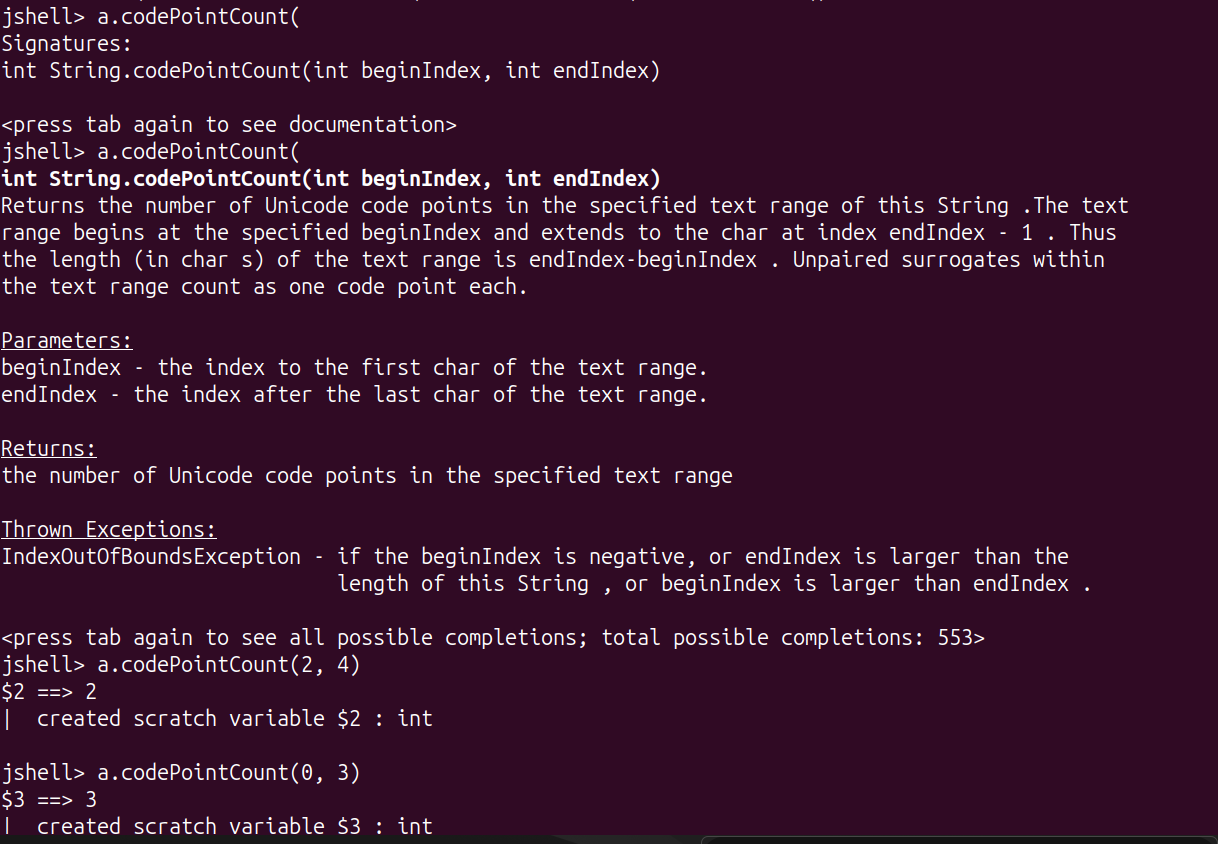 jshell> a.codePointCount(
Signatures:
int String.codePointCount(int beginIndex, int endIndex)
<press tab again to see documentation>
jshell> a.codePointCount(
int String.codePointCount(int beginIndex, int endIndex)
Returns the number of Unicode code points in the specified text range of this String .The text
range begins at the specified beginIndex and extends to the char at index endIndex - 1 . Thus
the length (in char s) of the text range is endIndex-beginIndex . Unpaired surrogates within
the text range count as one code point each.
Parameters:
beginIndex - the index to the first char of the text range.
endIndex - the index after the last char of the text range.
Returns:
the number of Unicode code points in the specified text range
Thrown Exceptions:
IndexOutOfBoundsException - if the beginIndex is negative, or endIndex is larger than the
length of this String , or beginIndex is larger than endIndex .
<press tab again to see all possible completions; total possible completions: 553>
jshell> a.codePointCount(2, 4)
$2 ==> 2
|  created scratch variable $2 : int
jshell> a.codePointCount(0, 3)
$3 ==> 3
|  created scratch variable $3 : int